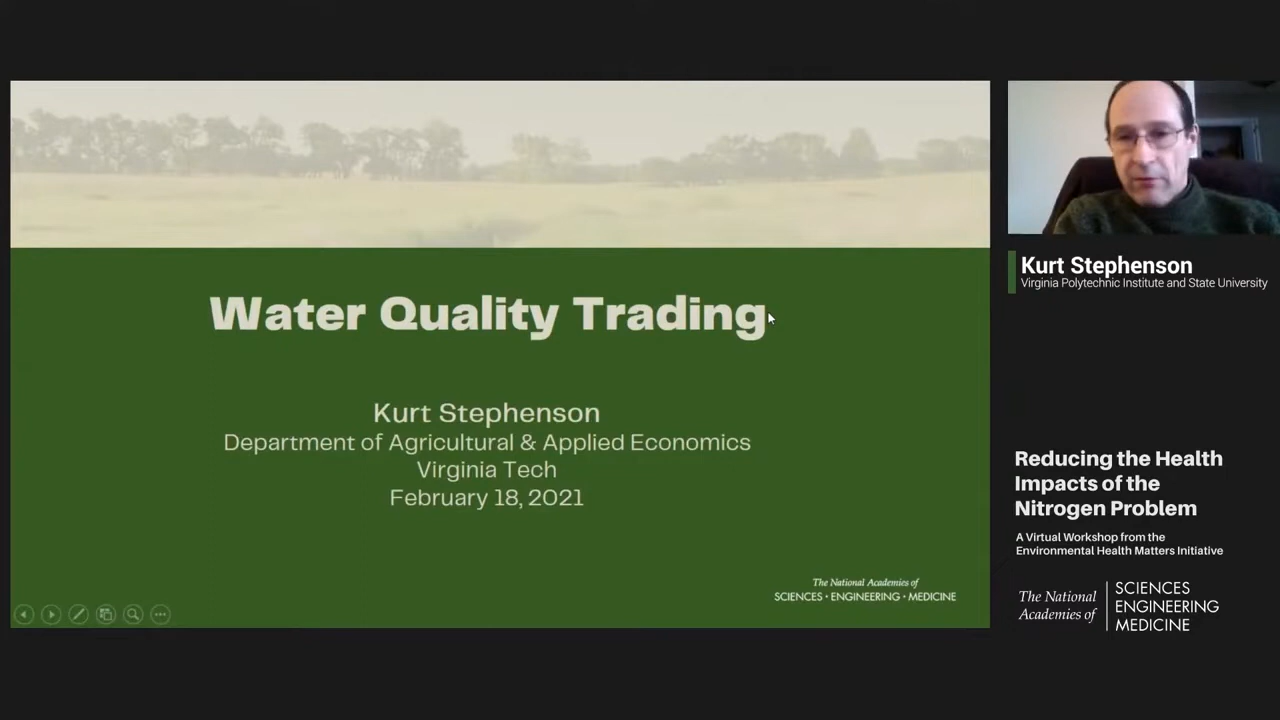 Water Quality Trading
Kurt Stephenson
Department of Agricultural & Applied Economics
Virginia Tech
February 18, 2021
The National Academies of
SCIENCES • ENGINEERING • MEDICINE
Kurt Stephenson
Virginia Polytechnic Institute and State University
Reducing the Health
Impacts of the
Nitrogen Problem
A Virtual Workshop from the
Environmental Health Matters Initiative
The National
Academies of
SCIENCES
ENGINEERING
MEDICINE